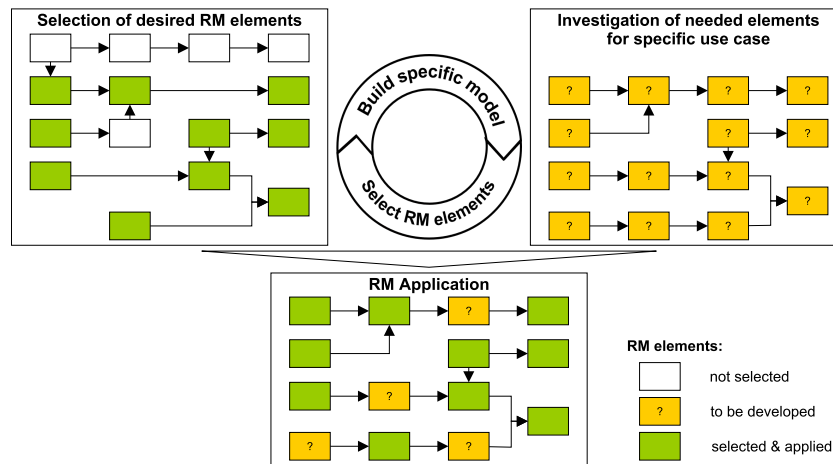 Selection of desired RM elements
Build specific model
Select RM elements
Investigation of needed elements
for specific use case
? ? ? ?
? ? ?
? ? ?
?
? ? ?
RM Application
?
?
? ?
RM elements:
not selected
? to be developed
selected & applied